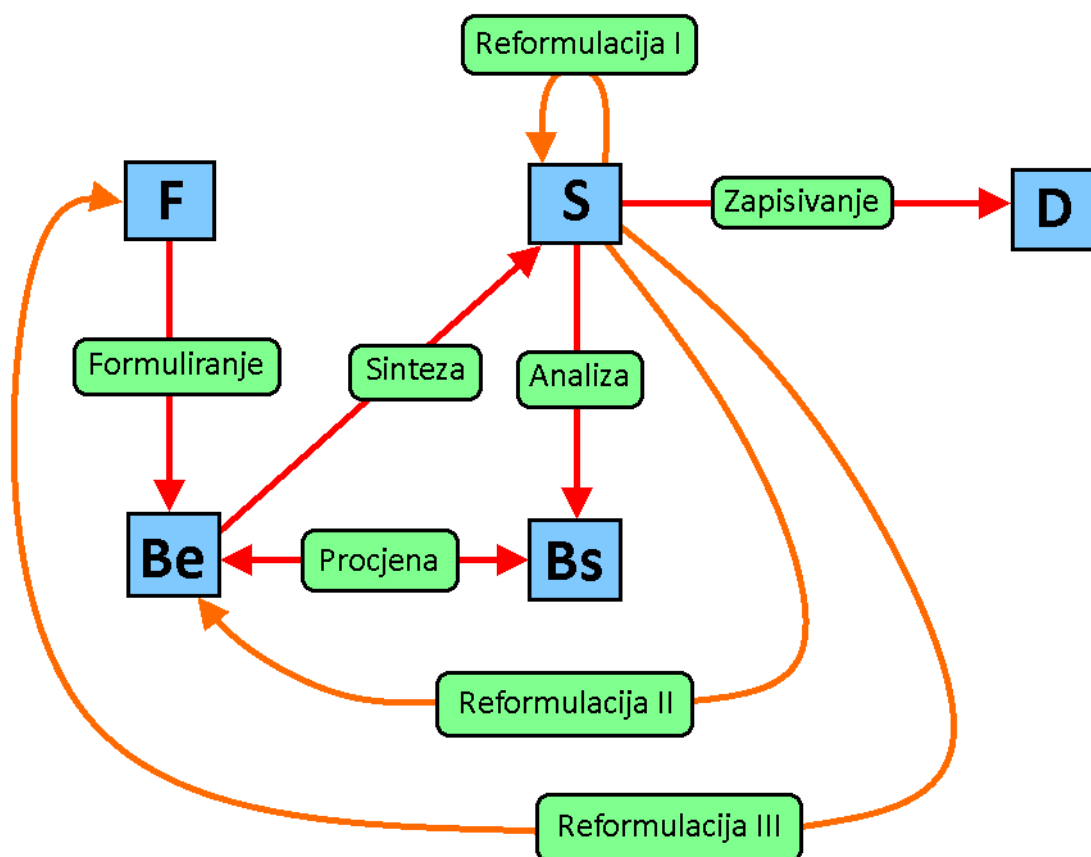 Reformulacija I
F
S
Zapisivanje
D
Formuliranje
Sinteza
Analiza
Be
Procjena
Bs
Reformulacija II
Reformulacija III